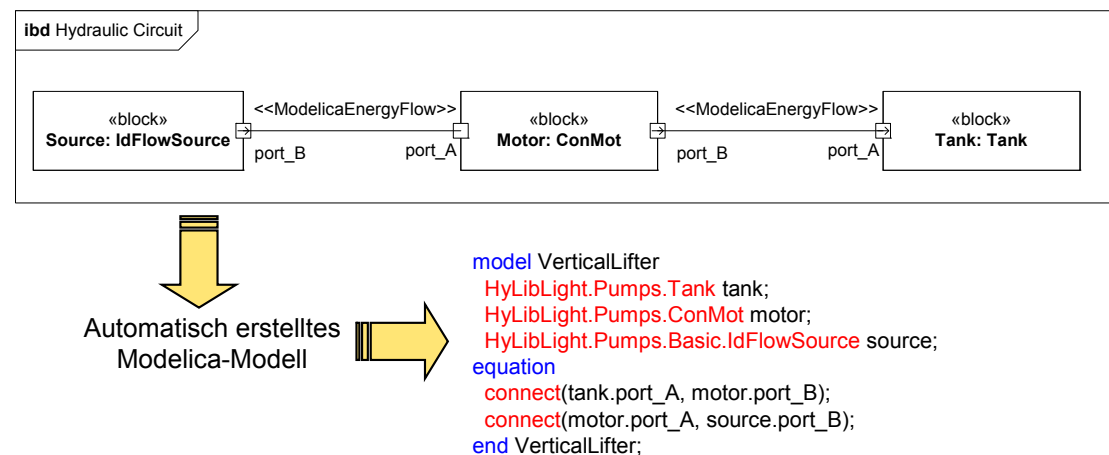 ibd Hydraulic Circuit
<<ModelicaEnergyFlow>>
<<ModelicaEnergyFlow>>
«block»
Source: IdFlowSource
«block»
Motor: ConMot
«block»
Tank: Tank
port_B
port_A
port_B
port_A
Automatisch erstelltes
Modelica-Modell
model VerticalLifter
HyLibLight.Pumps.Tank tank;
HyLibLight.Pumps.ConMot motor;
HyLibLight.Pumps.Basic.IdFlowSource source;
equation
connect(tank.port_A, motor.port_B);
connect(motor.port_A, source.port_B);
end VerticalLifter;